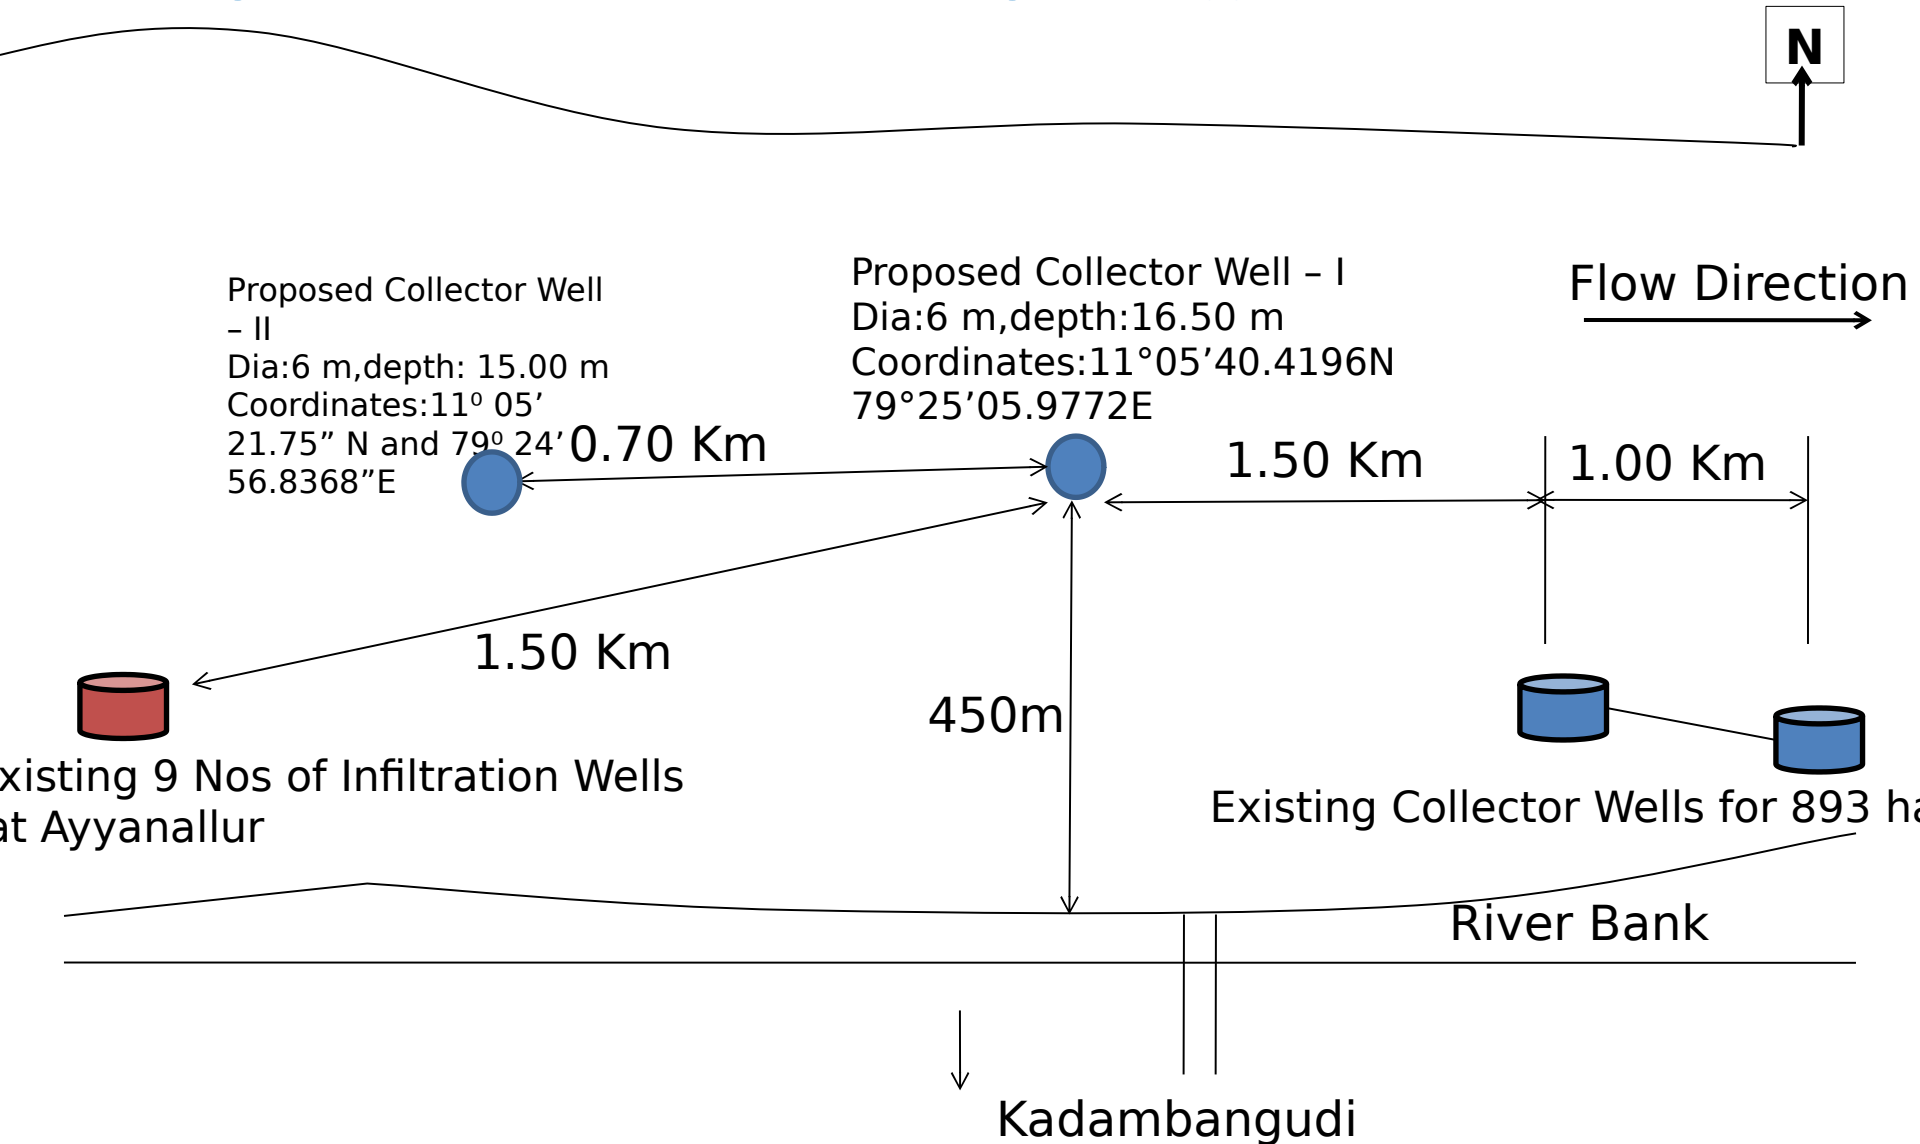 N
Proposed Collector Well
– II
Dia:6 m,depth: 15.00 m
Coordinates:11⁰ 05’
21.75” N and 79⁰ 24’
56.8368”E
Proposed Collector Well – I
Dia:6 m,depth:16.50 m
Coordinates:11°05’40.4196N
79°25’05.9772E
Flow Direction
0.70 Km
1.50 Km
1.00 Km
1.50 Km
450m
xisting 9 Nos of Infiltration Wells
at Ayyanallur
Existing Collector Wells for 893 ha
River Bank
Kadambangudi